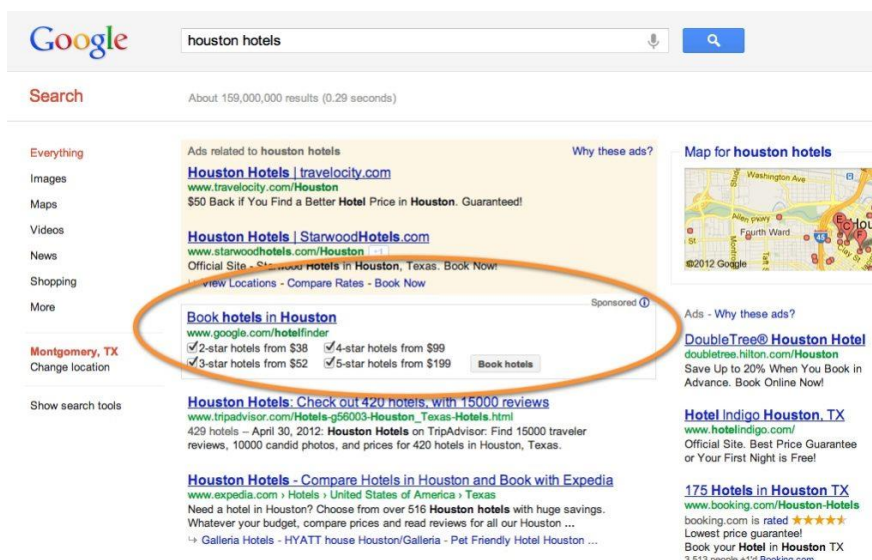 Google
houston hotels
Search
About 159,000,000 results (0.29 seconds)
Everything
Images
Maps
Videos
News
Shopping
More
Montgomery, TX
Change location
Show search tools
Ads related to houston hotels
Why these ads?
Houston Hotels | travelocity.com
www.travelocity.com/Houston
$50 Back if You Find a Better Hotel Price in Houston. Guaranteed!
Houston Hotels | StarwoodHotels.com
www.starwoodhotels.com/Houston +1
Official Site - Starwood Hotels in Houston, Texas. Book Now!
View Locations - Compare Rates - Book Now
Sponsored
Book hotels in Houston
www.google.com/hotelfinder
2-star hotels from $38 4-star hotels from $99
3-star hotels from $52 5-star hotels from $199 Book hotels
Houston Hotels: Check out 420 hotels, with 15000 reviews
www.tripadvisor.com/Hotels-g56003-Houston_Texas-Hotels.html
429 hotels – April 30, 2012: Houston Hotels on TripAdvisor: Find 15000 traveler
reviews, 10000 candid photos, and prices for 420 hotels in Houston, Texas.
Houston Hotels - Compare Hotels in Houston and Book with Expedia
www.expedia.com › Hotels › United States of America › Texas
Need a hotel in Houston? Choose from over 516 Houston hotels with huge savings.
Whatever your budget, compare prices and read reviews for all our Houston ...
Galleria Hotels - HYATT house Houston/Galleria - Pet Friendly Hotel Houston ...
Map for houston hotels
Washington Ave
Allen pkwy
Fourth Ward
45
Hou
E
C
F
St
Clay St
©2012 Google
Ads - Why these ads?
DoubleTree® Houston Hotel
doubletree.hilton.com/Houston
Save Up to 20% When You Book in
Advance. Book Online Now!
Hotel Indigo Houston, TX
www.hotelindigo.com/
Official Site. Best Price Guarantee
or Your First Night is Free!
175 Hotels in Houston TX
www.booking.com/Houston-Hotels
booking.com is rated
Lowest price guarantee!
Book your Hotel in Houston TX
3,513 people +1'd Booking.com